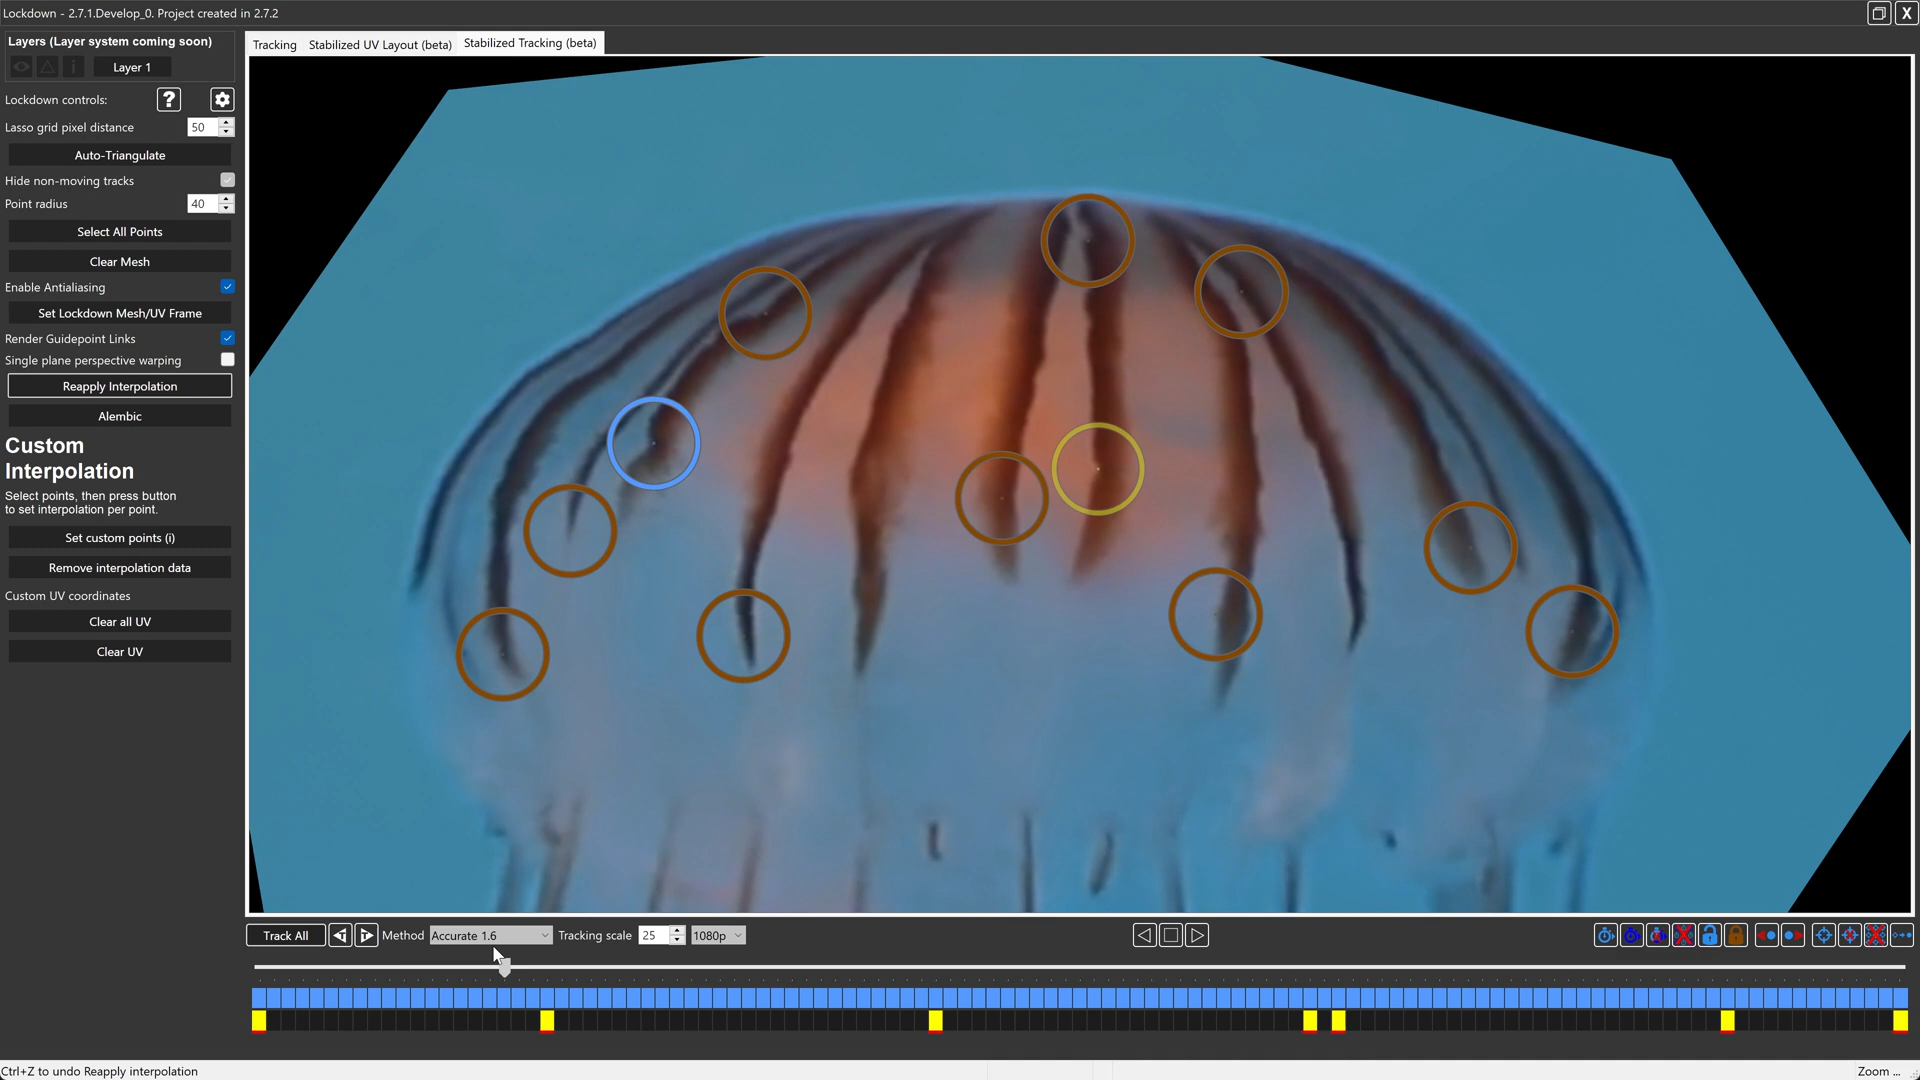 Lockdown - 2.7.1.Develop_0. Project created in 2.7.2
X
Layers (Layer system coming soon)
Layer 1
Tracking
Stabilized UV Layout (beta)
Stabilized Tracking (beta)
Lockdown controls:
?
Lasso grid pixel distance
50
Auto-Triangulate
Hide non-moving tracks
Point radius
40
Select All Points
Clear Mesh
Enable Antialiasing
Set Lockdown Mesh/UV Frame
Render Guidepoint Links
Single plane perspective warping
Reapply Interpolation
Alembic
Custom
Interpolation
Select points, then press button
to set interpolation per point.
Set custom points (i)
Remove interpolation data
Custom UV coordinates
Clear all UV
Clear UV
Track All
Method
Accurate 1.6
Tracking scale
25
1080p
Ctrl+Z to undo Reapply interpolation
Zoom ...